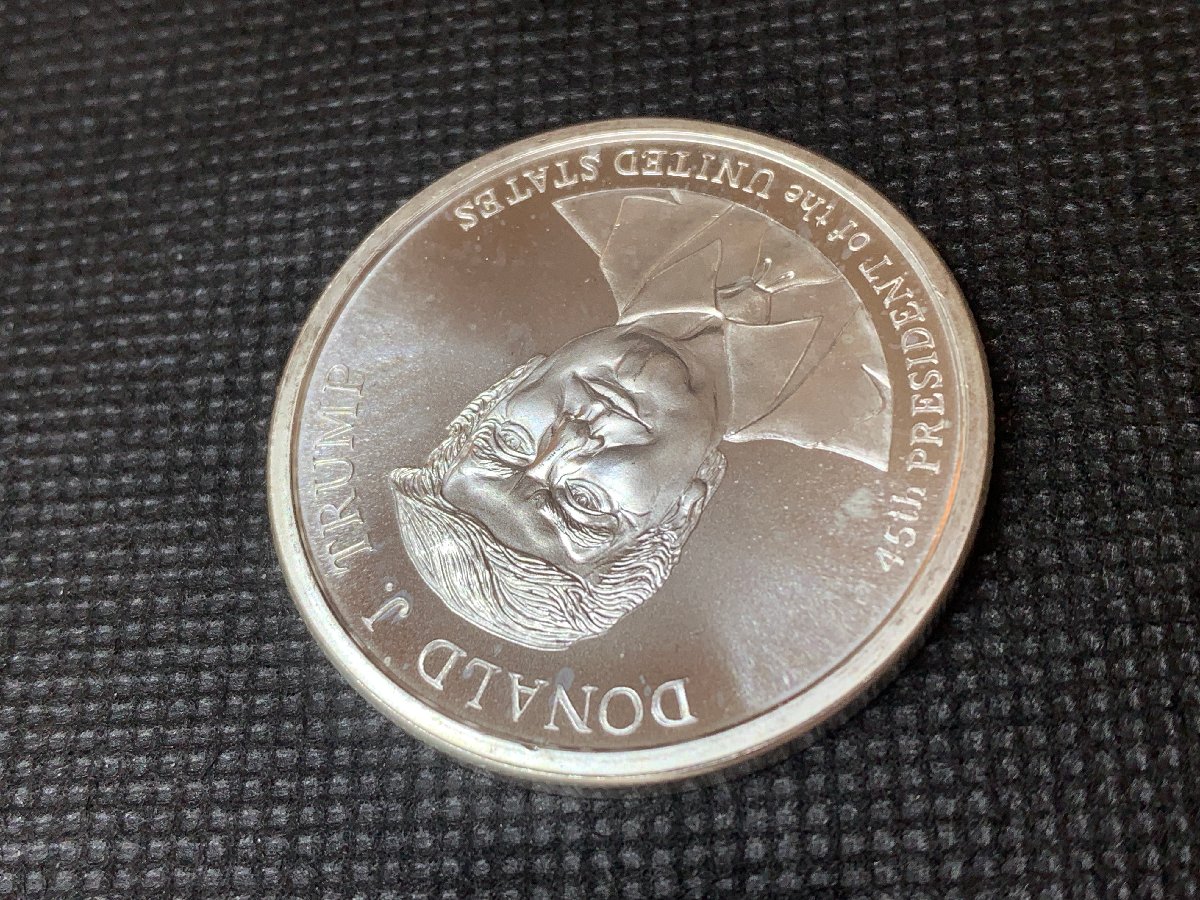 DONALD J. TRUMP
45th PRESIDENT of the UNITED STATES